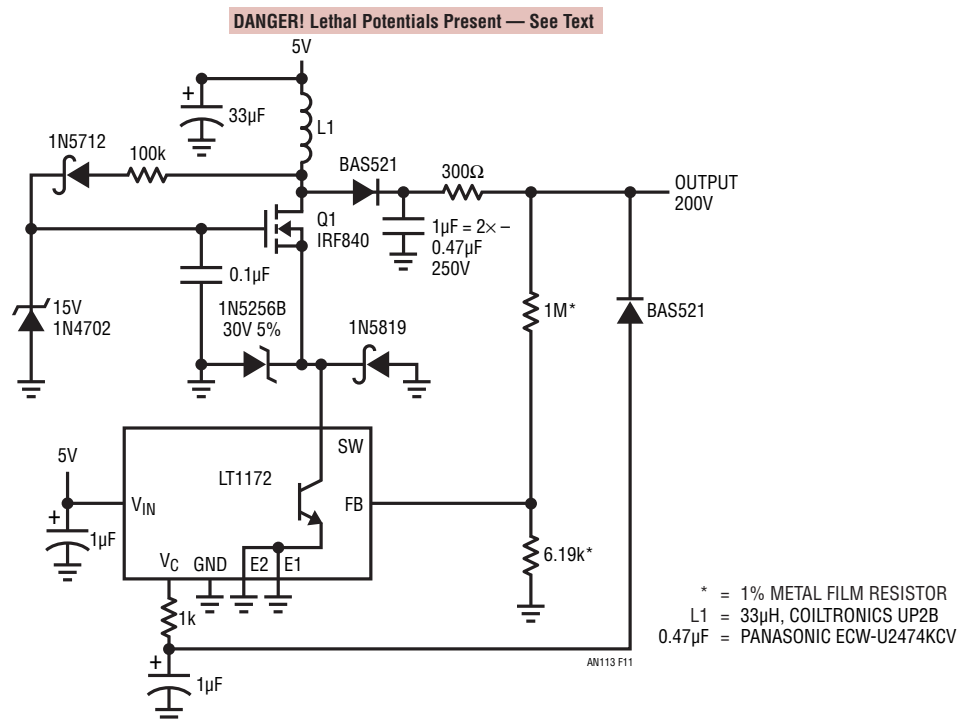 DANGER! Lethal Potentials Present — See Text
5V
+
33µF
L1
1N5712
100k
BAS521
300Ω
OUTPUT
200V
Q1
IRF840
1µF = 2× –
0.47µF
250V
0.1µF
15V
1N4702
1N5256B
30V 5%
1N5819
1M*
BAS521
SW
5V
LT1172
VIN
FB
+
1µF
VC
GND
E2
E1
6.19k*
1k
+
1µF
* = 1% METAL FILM RESISTOR
L1 = 33µH, COILTRONICS UP2B
0.47µF = PANASONIC ECW-U2474KCV
AN113 F11